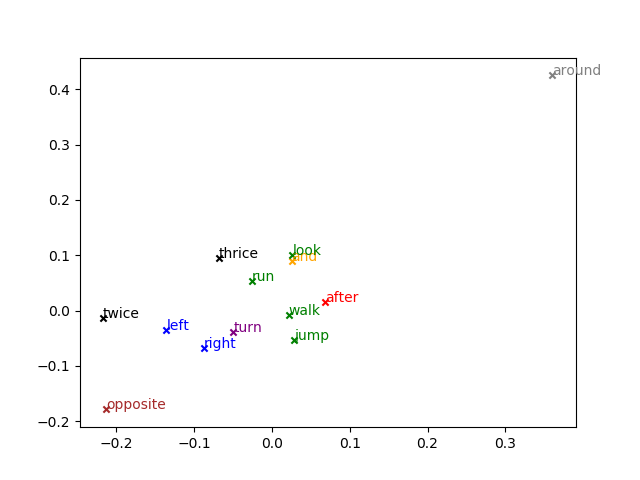 around
0.4
0.3
0.2
0.1
0.0
−0.1
−0.2
look
thrice
and
run
after
twice
walk
left
turn
jump
right
opposite
−0.2
−0.1
0.0
0.1
0.2
0.3